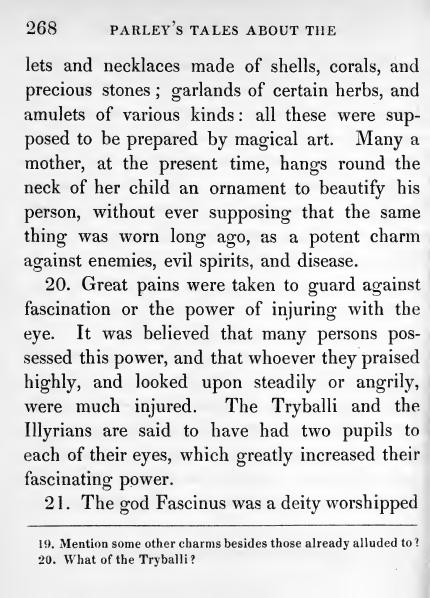 268 PARLEY'S TALES ABOUT THE
lets and necklaces made of shells, corals, and
precious stones ; garlands of certain herbs, and
amulets of various kinds : all these were sup-
posed to be prepared by magical art. Many a
mother, at the present time, hangs round the
neck of her child an ornament to beautify his
person, without ever supposing that the same
thing was worn long ago, as a potent charm
against enemies, evil spirits, and disease.
20. Great pains were taken to guard against
fascination or the power of injuring with the
eye. It was believed that many persons pos-
sessed this power, and that whoever they praised
highly, and looked upon steadily or angrily,
were much injured. The Tryballi and the
Illyrians are said to have had two pupils to
each of their eyes, which greatly increased their
fascinating power.
21. The god Fascinus was a deity worshipped
19. Mention some other charms besides those already alluded to ?
20. What of the Tryballi ?